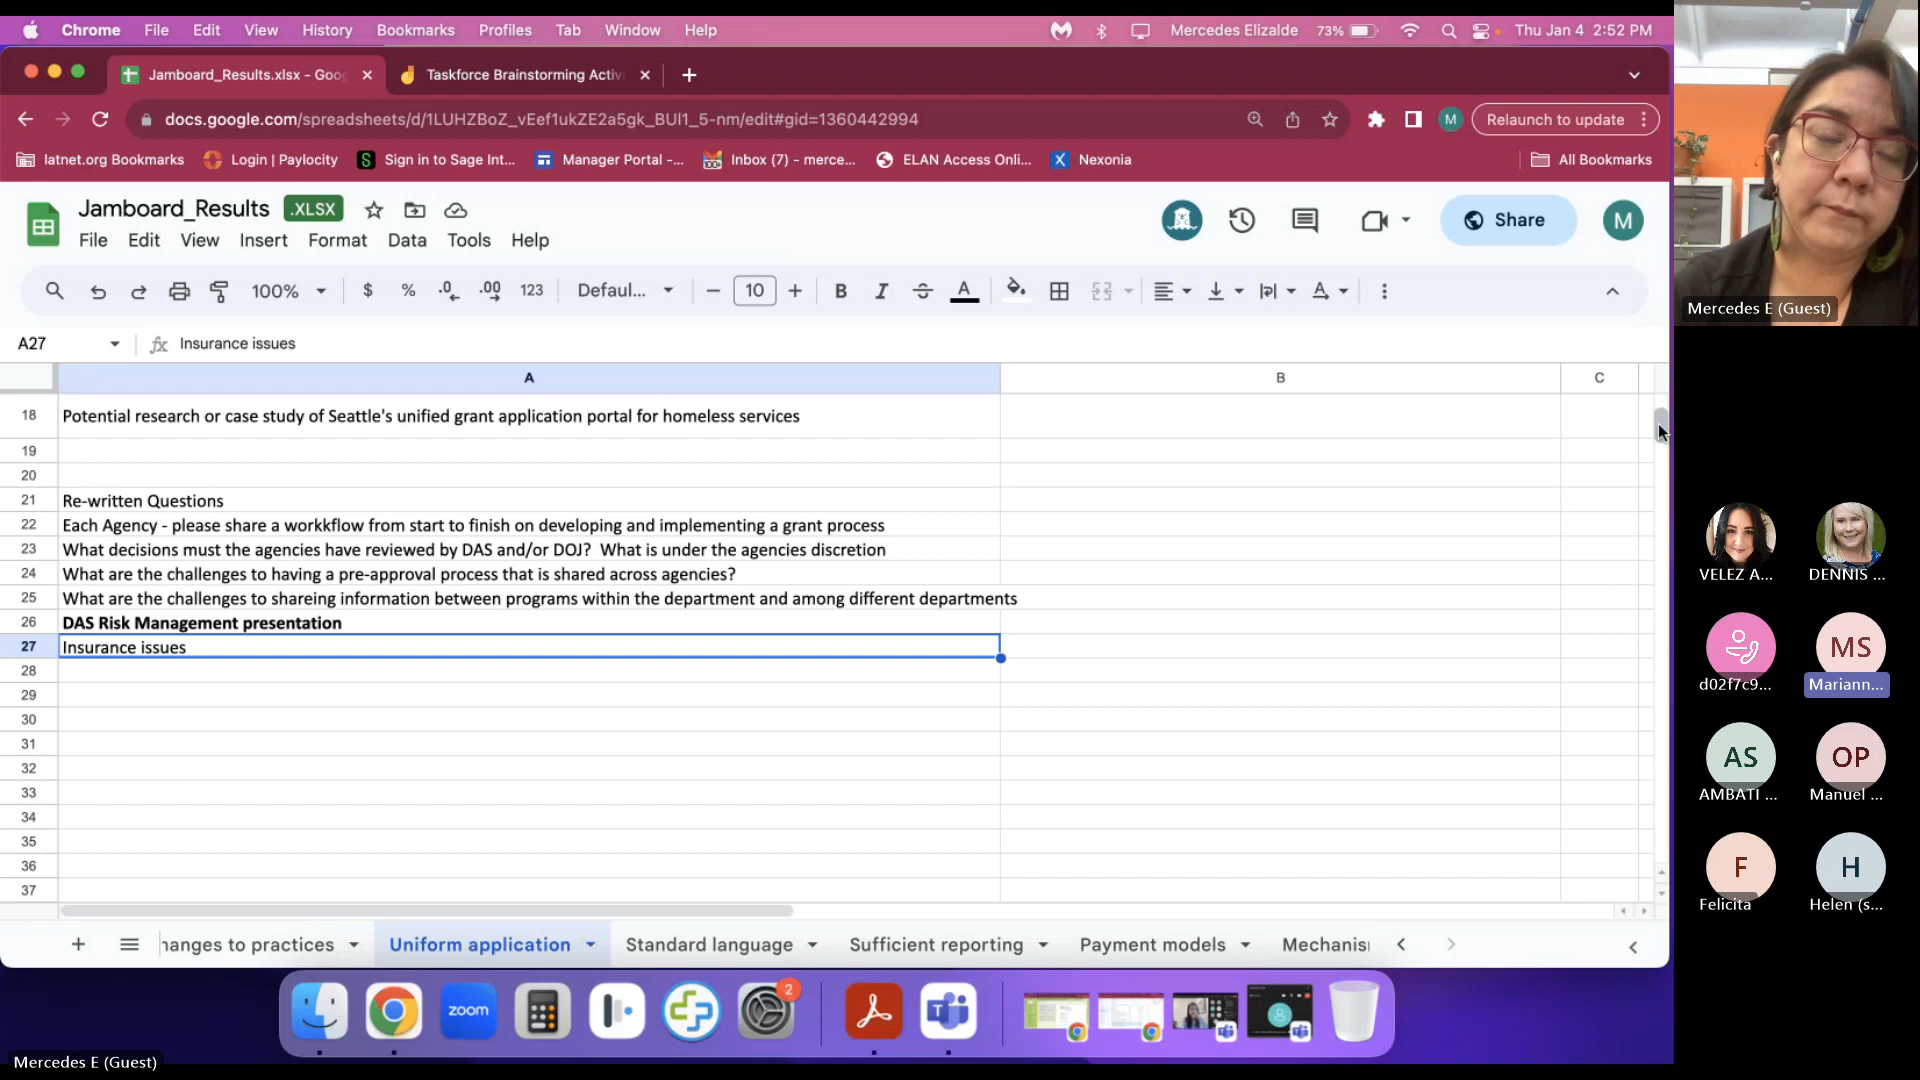 Chrome File Edit View History Bookmarks Profiles Tab Window Help Mercedes Elizalde 73% Thu Jan 4 2:52 PM
Jamboard_Results.xlsx - Goo Taskforce Brainstorming Activ
docs.google.com/spreadsheets/d/1LUHZBoZ_vEef1ukZE2a5gk_BUI1_5-nm/edit#gid=1360442994 M Relaunch to update
latnet.org Bookmarks Login | Paylocity Sign in to Sage Int... Manager Portal -... Inbox (7) - merce... ELAN Access Onli... Nexonia All Bookmarks
Jamboard_Results .XLSX
File Edit View Insert Format Data Tools Help
Share M
100% $ % .0 .00 123 Defaul... 10 B I A
A27 fx Insurance issues
A B C
18 Potential research or case study of Seattle's unified grant application portal for homeless services
19
20
21 Re-written Questions
22 Each Agency - please share a workkflow from start to finish on developing and implementing a grant process
23 What decisions must the agencies have reviewed by DAS and/or DOJ? What is under the agencies discretion
24 What are the challenges to having a pre-approval process that is shared across agencies?
25 What are the challenges to shareing information between programs within the department and among different departments
26 DAS Risk Management presentation
27 Insurance issues
28
29
30
31
32
33
34
35
36
37
hanges to practices Uniform application Standard language Sufficient reporting Payment models Mechanis
zoom 2
Mercedes E (Guest)
Mercedes E (Guest)
VELEZ A... DENNIS ...
MS
d02f7c9... Mariann...
AS OP
AMBATI ... Manuel ...
F H
Felicita Helen (s...